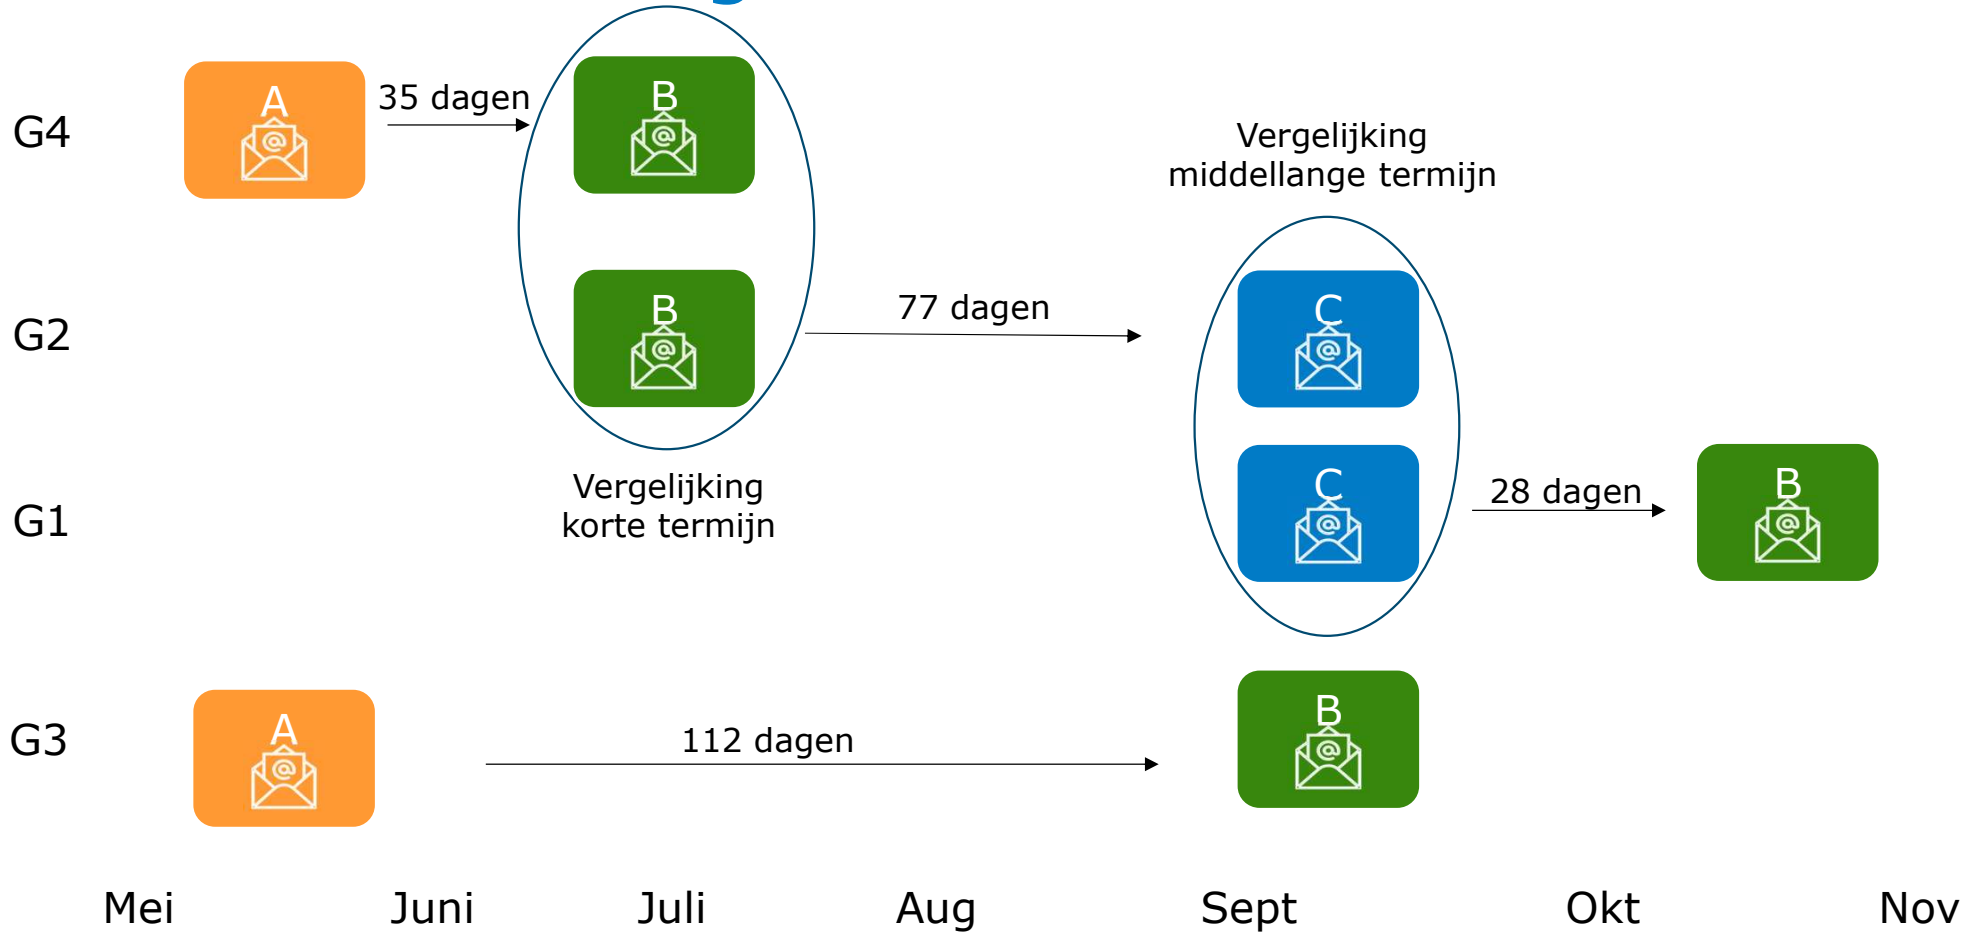 G4
A
35 dagen
B
Vergelijking
middellange termijn
G2
B
77 dagen
C
Vergelijking
korte termijn
G1
C
28 dagen
B
G3
A
112 dagen
B
Mei Juni Juli Aug Sept Okt Nov